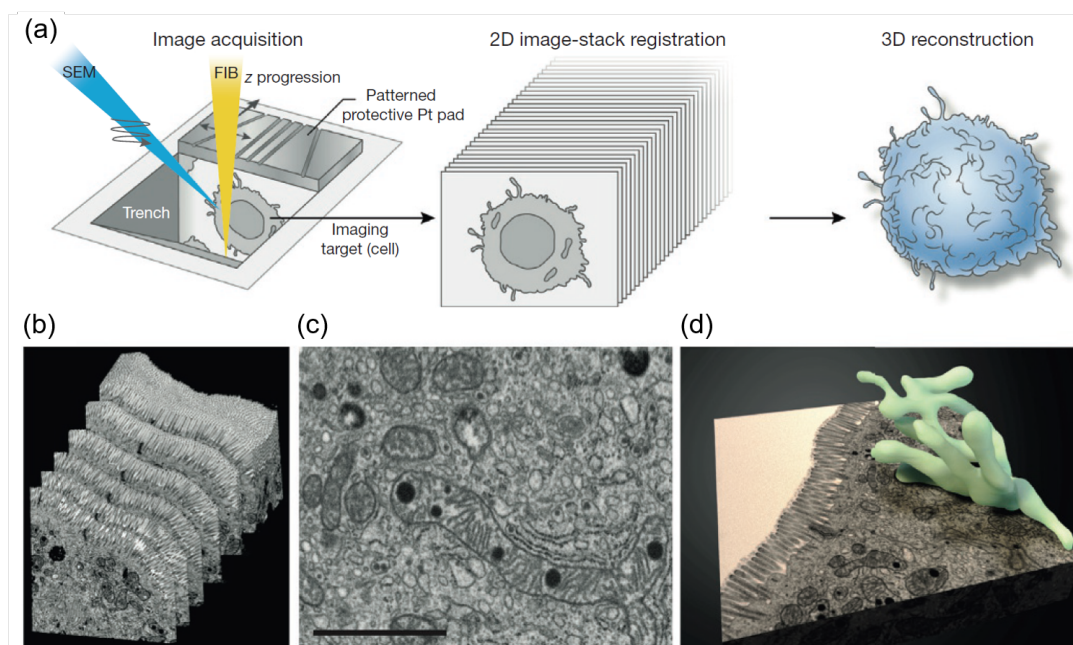 (a)
Image acquisition
2D image-stack registration
3D reconstruction
SEM
FIB
z progression
Patterned
protective Pt pad
Trench
Imaging
target (cell)
(b)
(c)
(d)